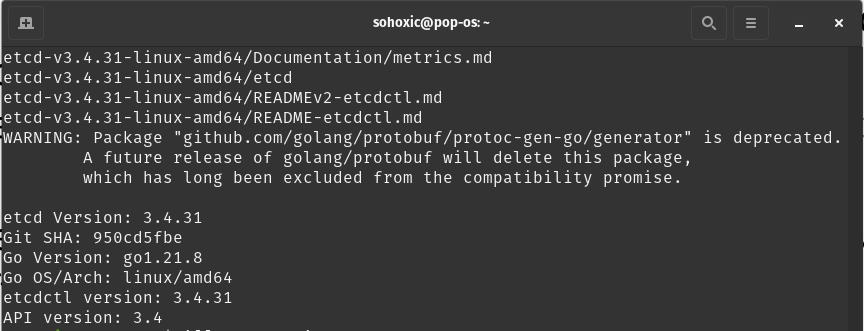 sohoxic@pop-os: ~
etcd-v3.4.31-linux-amd64/Documentation/metrics.md
etcd-v3.4.31-linux-amd64/etcd
etcd-v3.4.31-linux-amd64/READMEv2-etcdctl.md
etcd-v3.4.31-linux-amd64/README-etcdctl.md
WARNING: Package "github.com/golang/protobuf/protoc-gen-go/generator" is deprecated.
A future release of golang/protobuf will delete this package,
which has long been excluded from the compatibility promise.
etcd Version: 3.4.31
Git SHA: 950cd5fbe
Go Version: go1.21.8
Go OS/Arch: linux/amd64
etcdctl version: 3.4.31
API version: 3.4